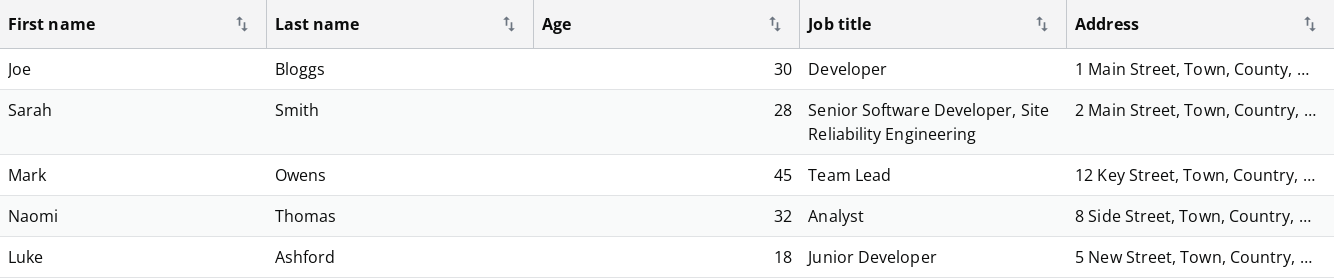 First name Last name Age Job title Address
Joe Bloggs 30 Developer 1 Main Street, Town, County, ...
Sarah Smith 28 Senior Software Developer, Site 2 Main Street, Town, Country, ...
Reliability Engineering
Mark Owens 45 Team Lead 12 Key Street, Town, Country, ...
Naomi Thomas 32 Analyst 8 Side Street, Town, Country, ...
Luke Ashford 18 Junior Developer 5 New Street, Town, Country, ...